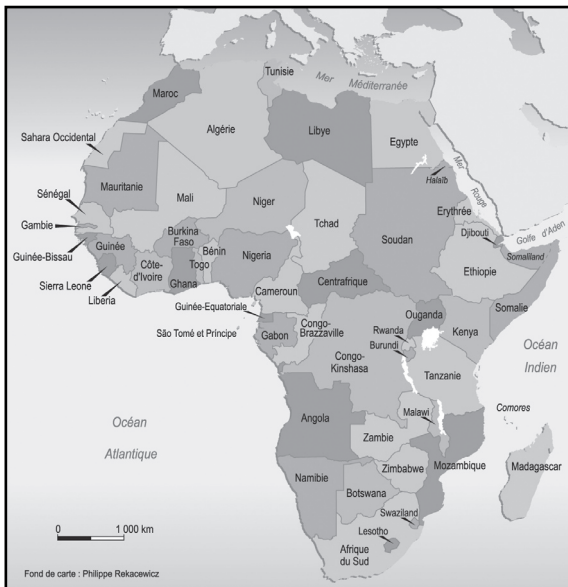 Tunisie
Mer Méditerranée
Maroc
Algérie
Libye
Egypte
Sahara Occidental
Halaïb
Mer
Rouge
Mauritanie
Mali
Niger
Tchad
Soudan
Erythrée
Sénégal
Gambie
Guinée-Bissau
Guinée
Burkina
Faso
Bénin
Nigeria
Djibouti
Golfe d'Aden
Somaliland
Côte-
d'Ivoire
Togo
Ghana
Ethiopie
Sierra Leone
Liberia
Cameroun
Centrafrique
Somalie
Guinée-Equatoriale
São Tomé et Príncipe
Gabon
Congo-
Brazzaville
Ouganda
Kenya
Rwanda
Burundi
Congo-
Kinshasa
Tanzanie
Océan
Indien
Océan
Atlantique
Angola
Malawi
Comores
Zambie
Mozambique
Madagascar
Zimbabwe
Namibie
Botswana
Swaziland
Lesotho
Afrique
du Sud
0 1 000 km
Fond de carte : Philippe Rekacewicz